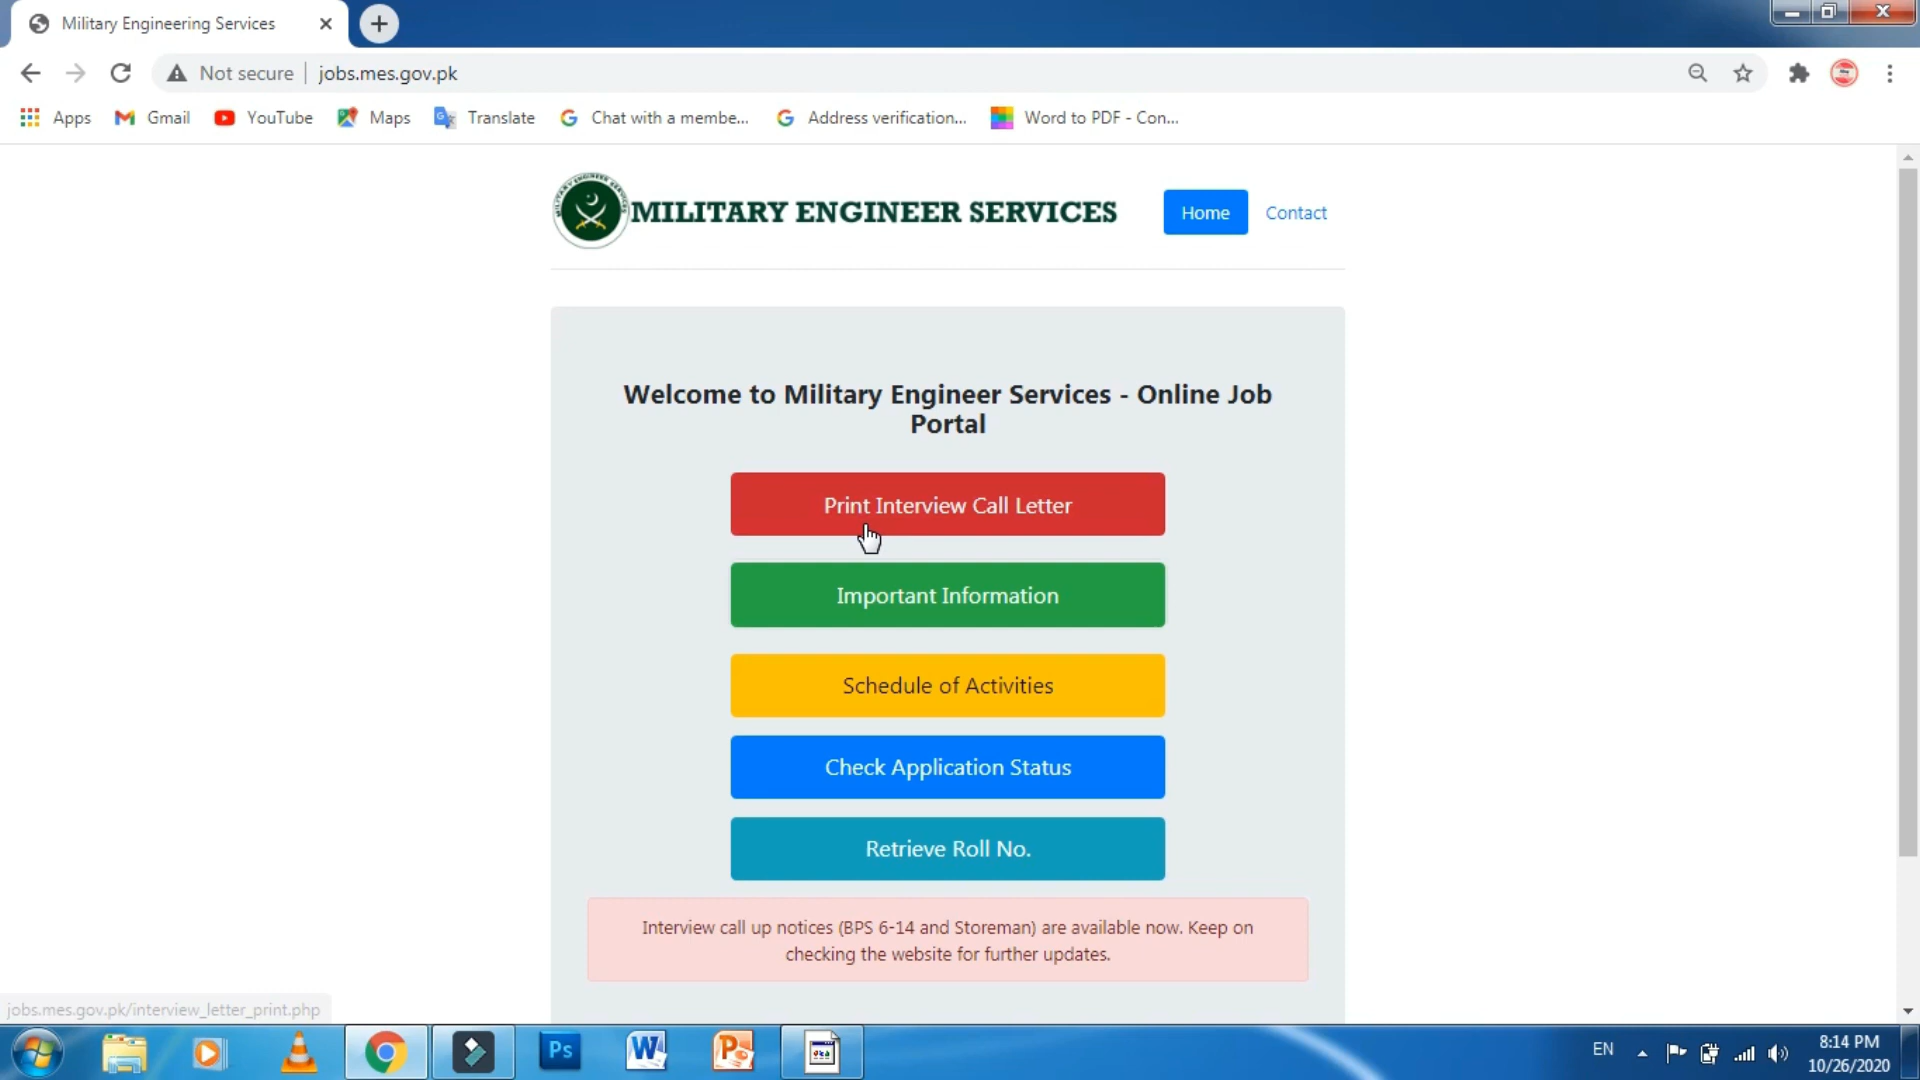 Military Engineering Services
Not secure jobs.mes.gov.pk
Apps Gmail YouTube Maps Translate Chat with a membe... Address verification... Word to PDF - Con...
MILITARY ENGINEER SERVICES Home Contact
Welcome to Military Engineer Services - Online Job
Portal
Print Interview Call Letter
Important Information
Schedule of Activities
Check Application Status
Retrieve Roll No.
Interview call up notices (BPS 6-14 and Storeman) are available now. Keep on
checking the website for further updates.
jobs.mes.gov.pk/interview_letter_print.php
Ps
EN
8:14 PM
10/26/2020